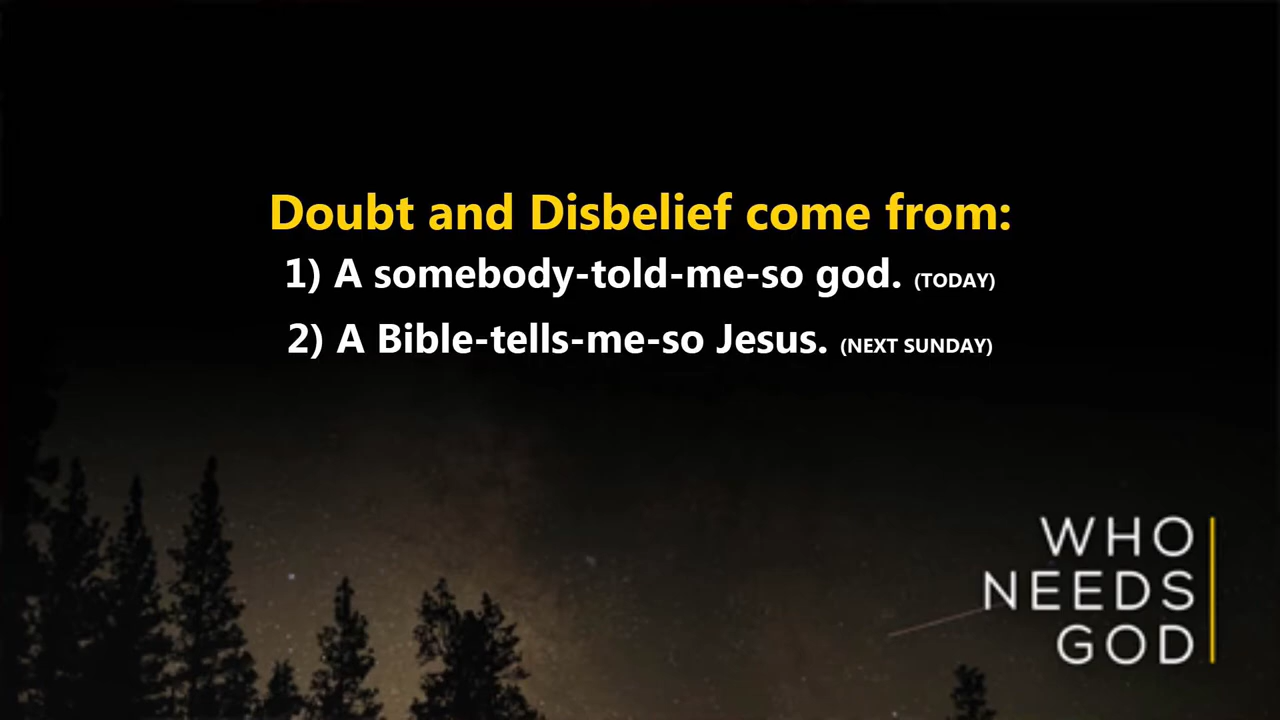 Doubt and Disbelief come from:
1) A somebody-told-me-so god. (TODAY)
2) A Bible-tells-me-so Jesus. (NEXT SUNDAY)
WHO
NEEDS
GOD